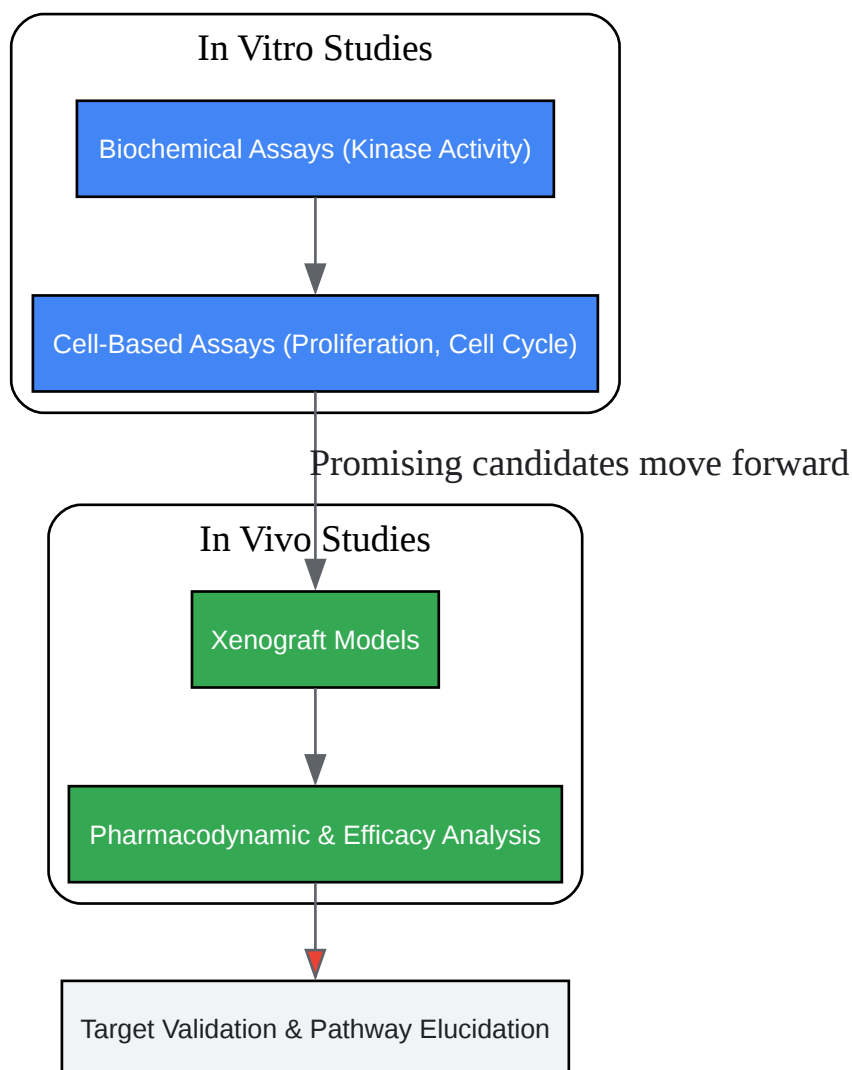 In Vitro Studies
Biochemical Assays (Kinase Activity)
Cell-Based Assays (Proliferation, Cell Cycle)
Promising candidates move forward
In Vivo Studies
Xenograft Models
Pharmacodynamic & Efficacy Analysis
Target Validation & Pathway Elucidation